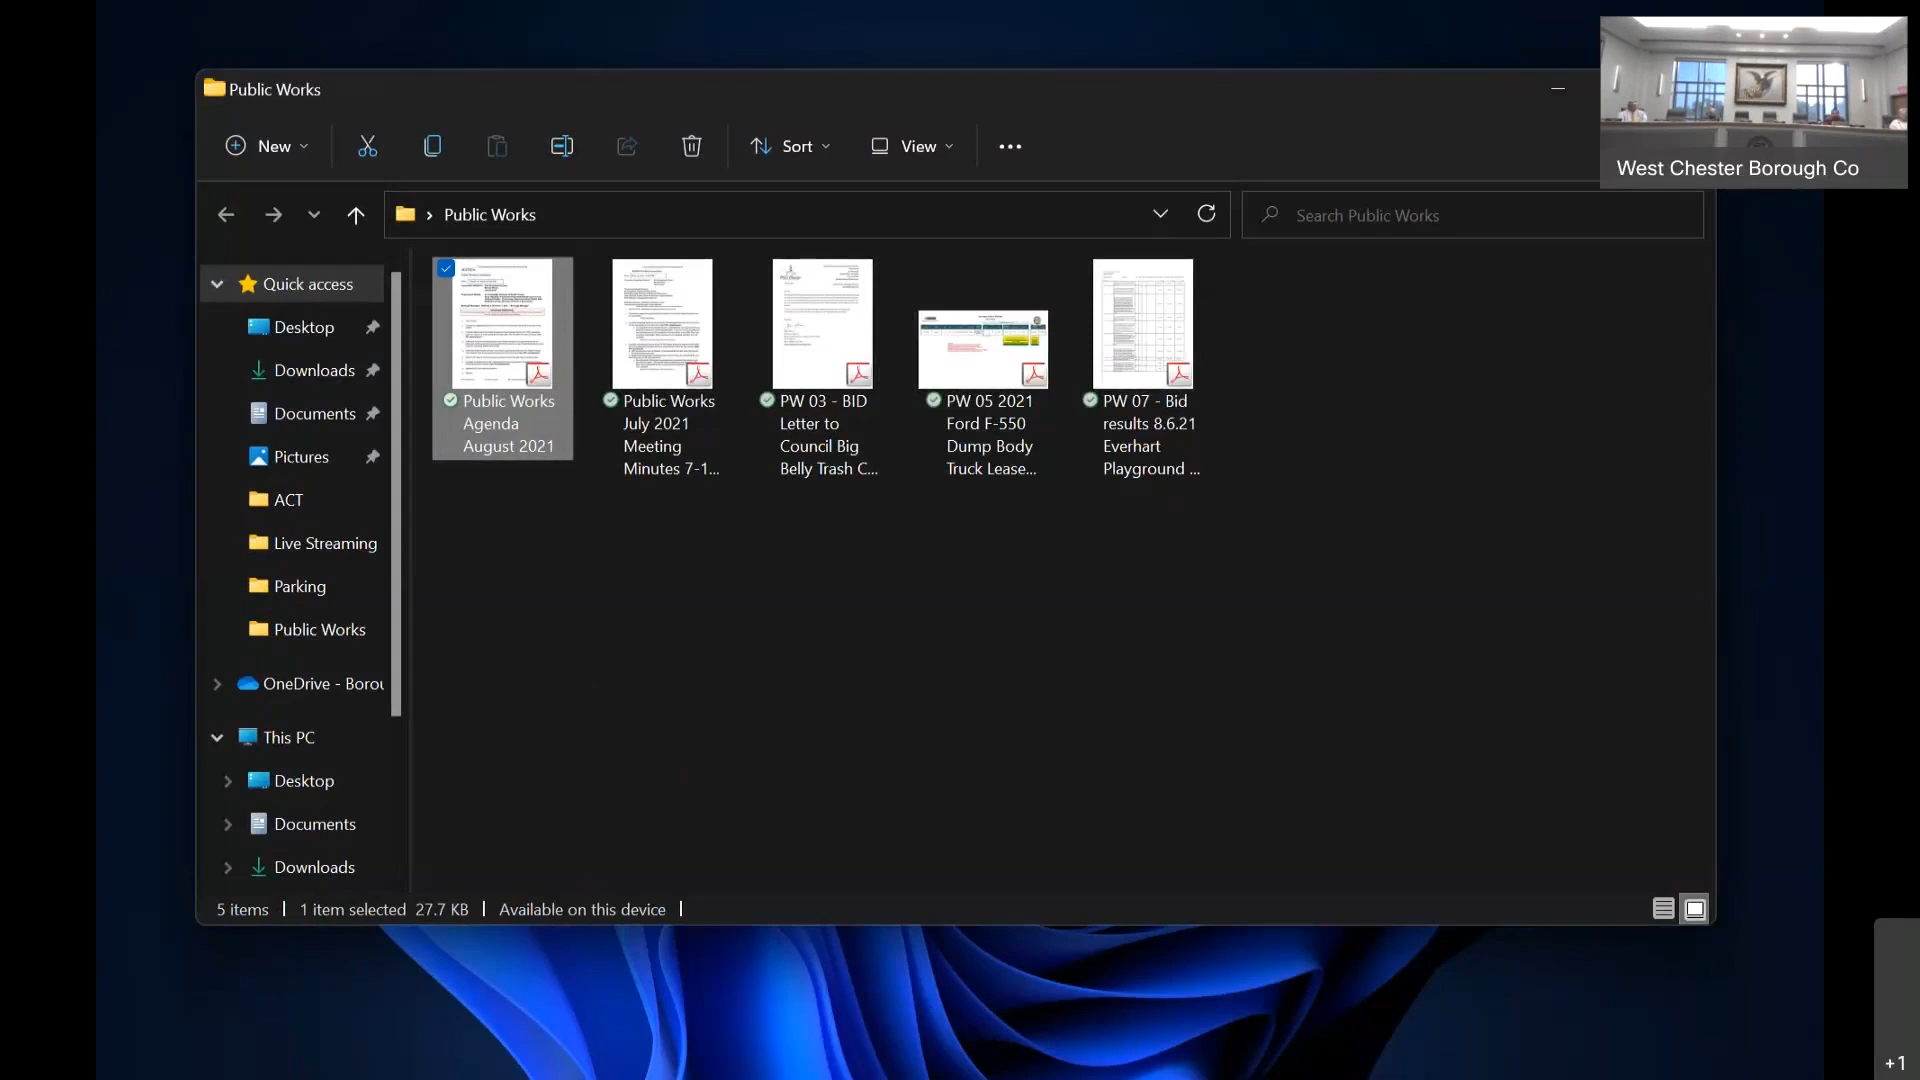 Public Works
New
Sort
View
Public Works
Search Public Works
West Chester Borough Co
Quick access
Desktop
Downloads
Documents
Pictures
ACT
Live Streaming
Parking
Public Works
OneDrive - Borou
This PC
Desktop
Documents
Downloads
Public Works
Agenda
August 2021
Public Works
July 2021
Meeting
Minutes 7-1...
PW 03 - BID
Letter to
Council Big
Belly Trash C...
PW 05 2021
Ford F-550
Dump Body
Truck Lease...
PW 07 - Bid
results 8.6.21
Everhart
Playground ...
5 items
1 item selected 27.7 KB
Available on this device
+1